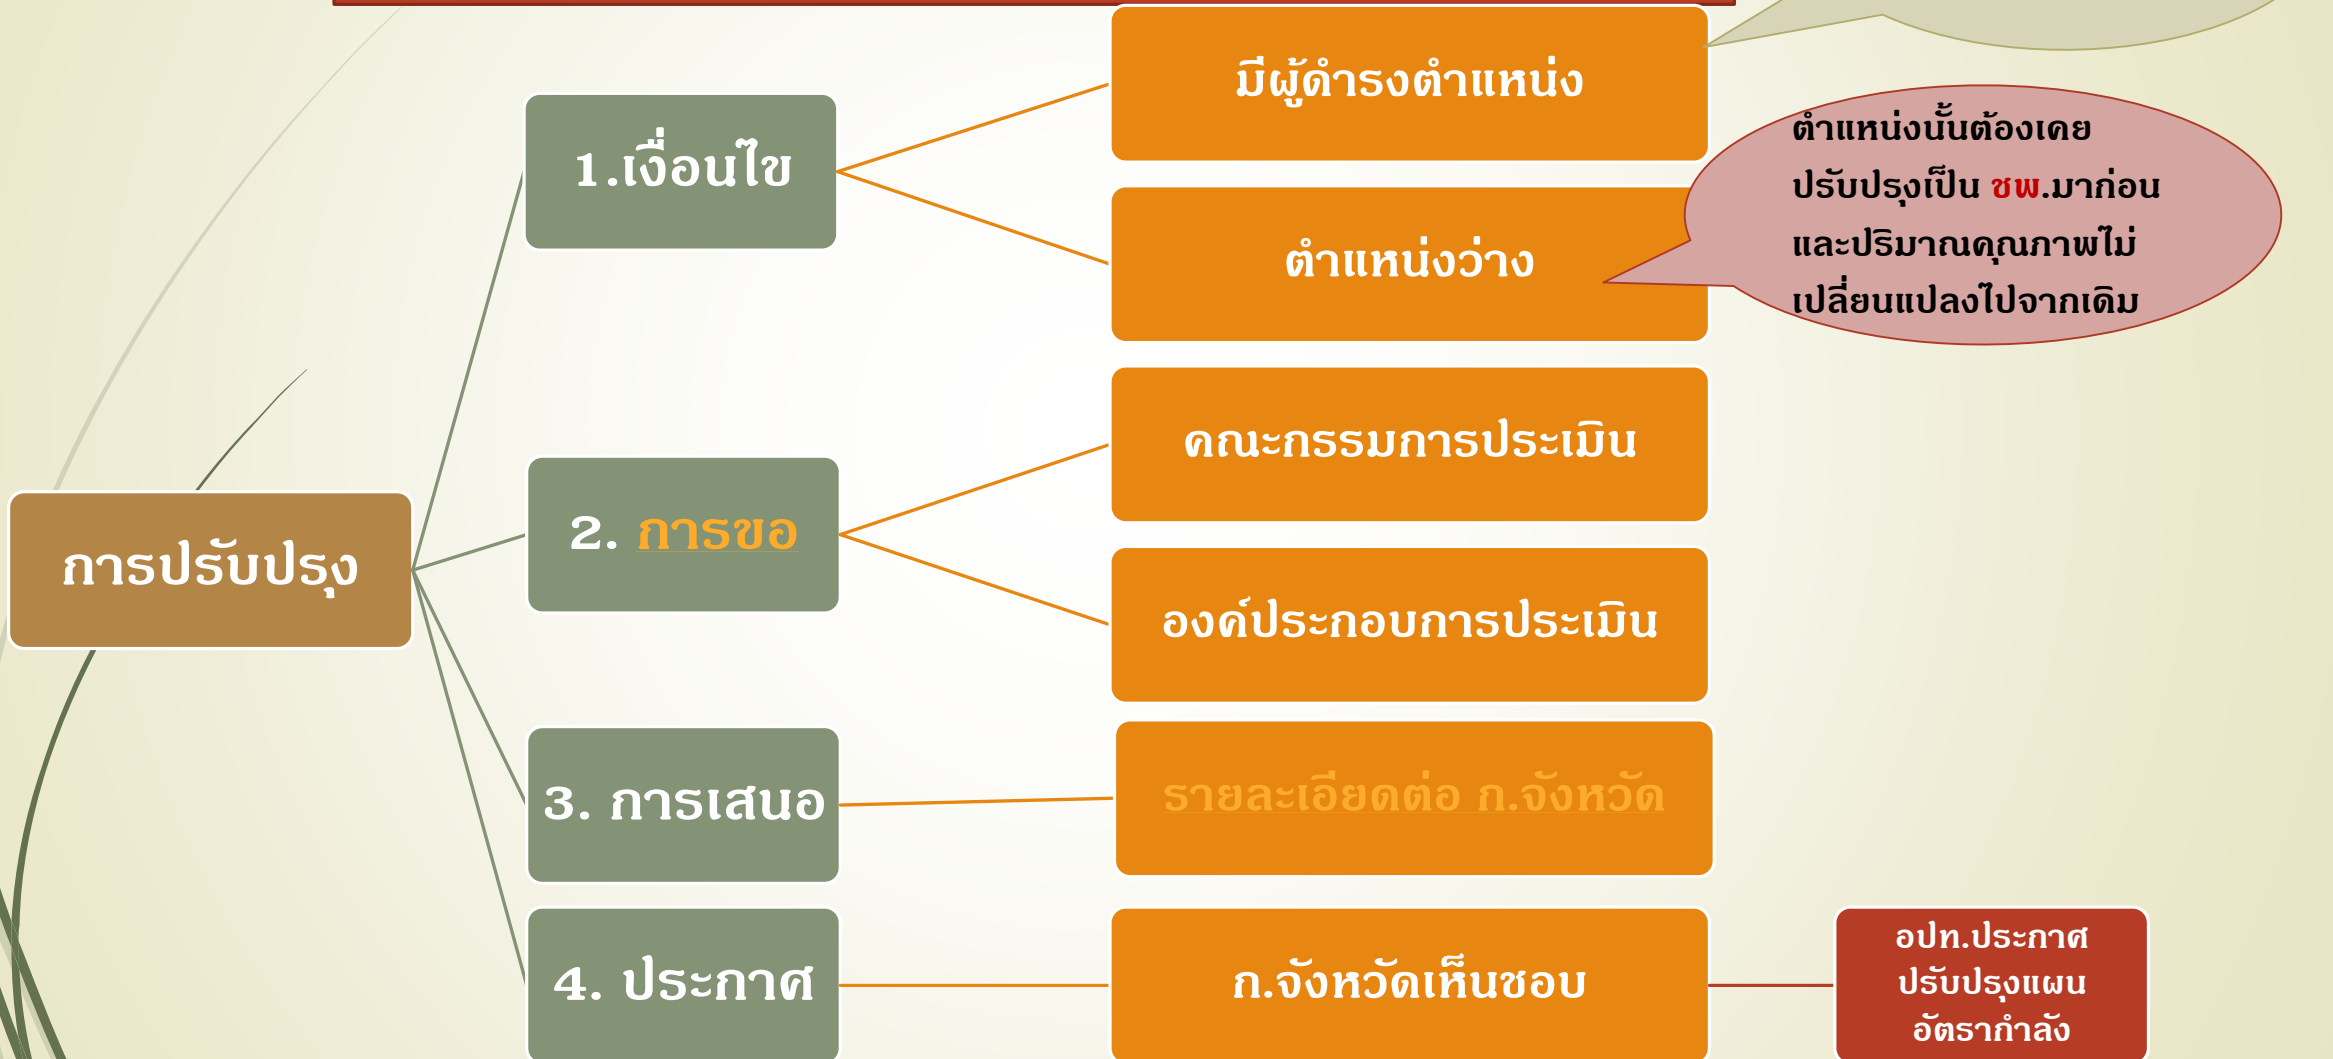 การปรับปรุง
1.เงื่อนไข
มีผู้ดำรงตำแหน่ง
ตำแหน่งว่าง
ตำแหน่งนั้นต้องเคย
ปรับปรุงเป็น ชพ.มาก่อน
และปริมาณคุณภาพไม่
เปลี่ยนแปลงไปจากเดิม
2. การขอ
คณะกรรมการประเมิน
องค์ประกอบการประเมิน
3. การเสนอ
รายละเอียดต่อ ก.จังหวัด
4. ประกาศ
ก.จังหวัดเห็นชอบ
อปท.ประกาศ
ปรับปรุงแผน
อัตรากำลัง